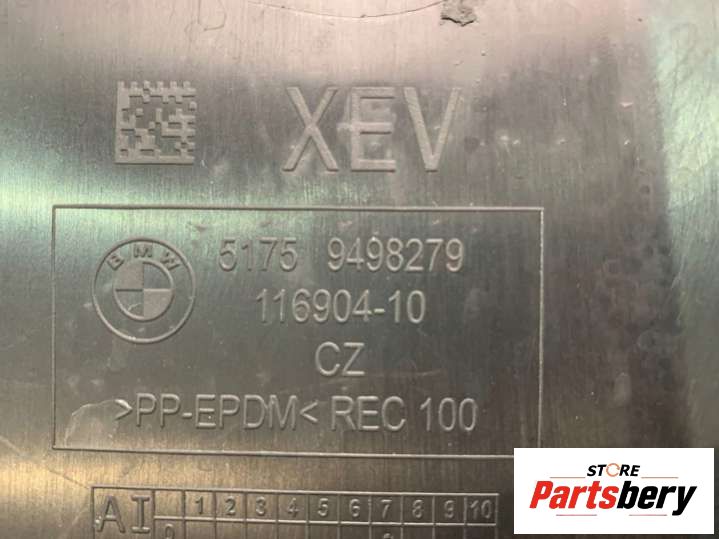 XEV
BMW
5175 9498279
116904-10
CZ
>PP-EPDM< REC 100
AI 1 2 3 4 5 6 7 8 9 10
STORE
Partsbery